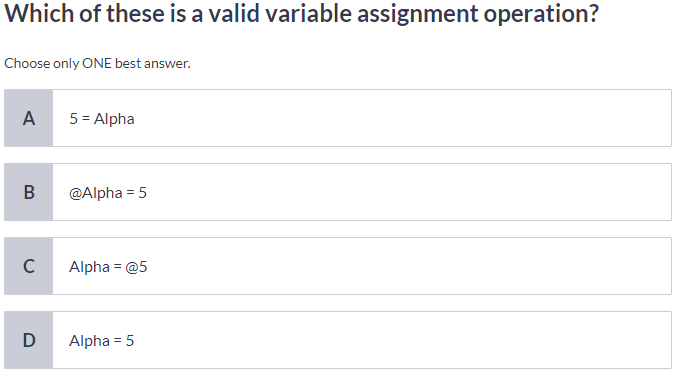 Which of these is a valid variable assignment operation?
Choose only ONE best answer.
A 5 = Alpha
B @Alpha = 5
C Alpha = @5
D Alpha = 5